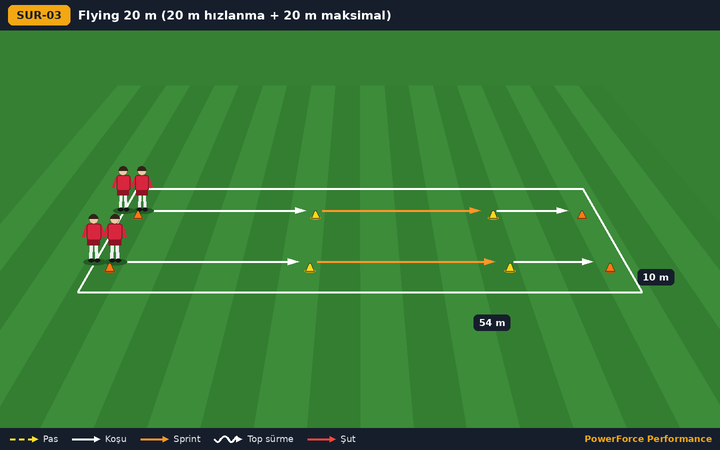 SUR-03 Flying 20 m (20 m hızlanma + 20 m maksimal)
10 m
54 m
Pas Koşu Sprint Top sürme Şut PowerForce Performance